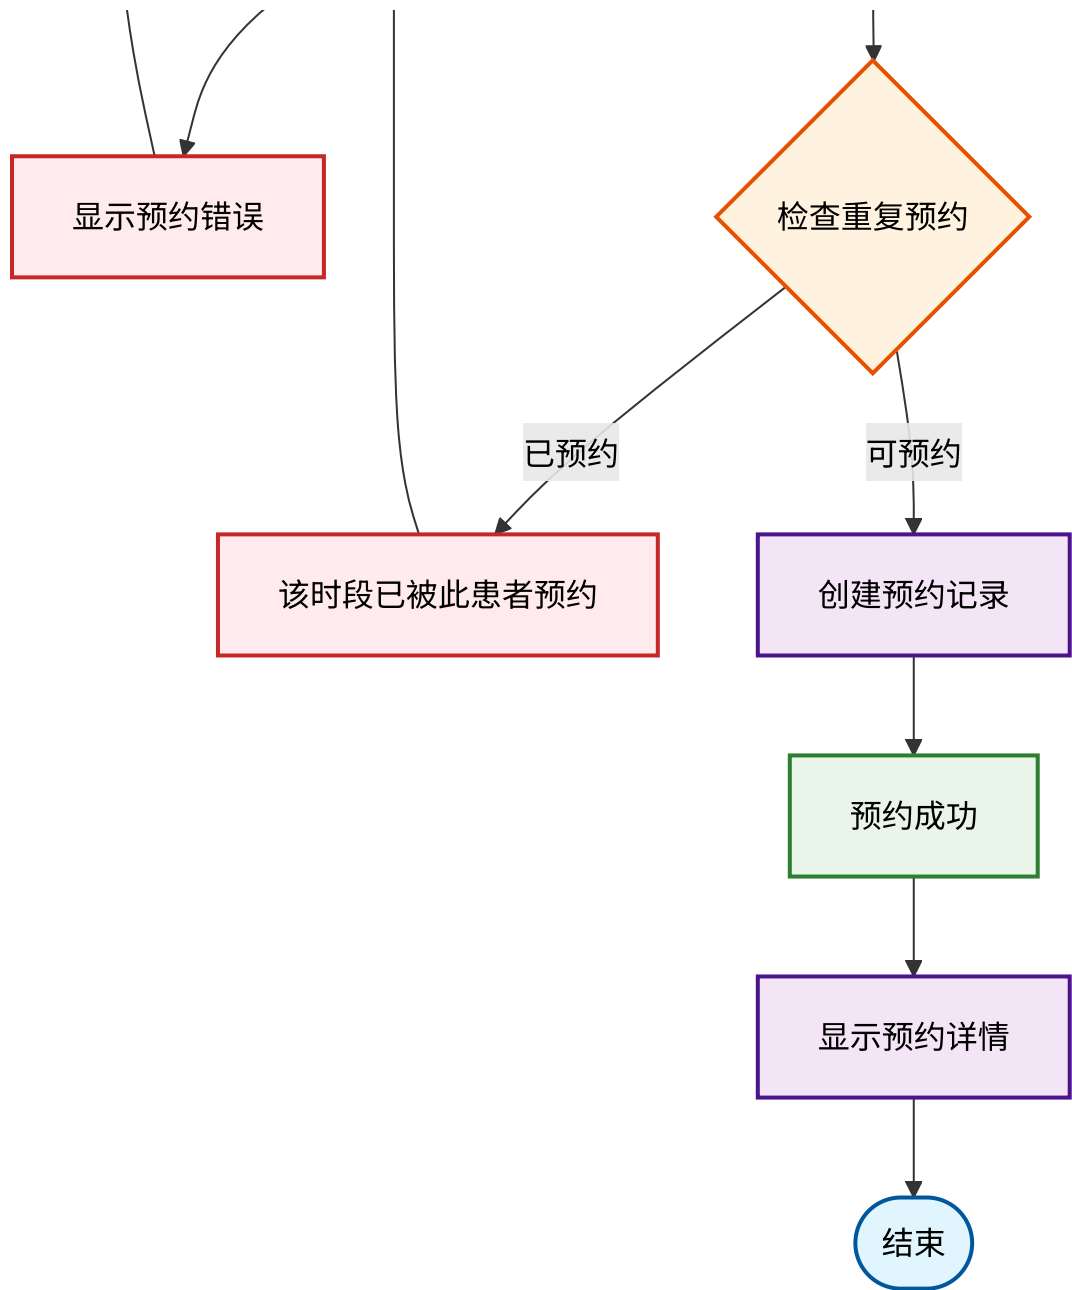 显示预约错误
检查重复预约
已预约
可预约
该时段已被此患者预约
创建预约记录
预约成功
显示预约详情
结束